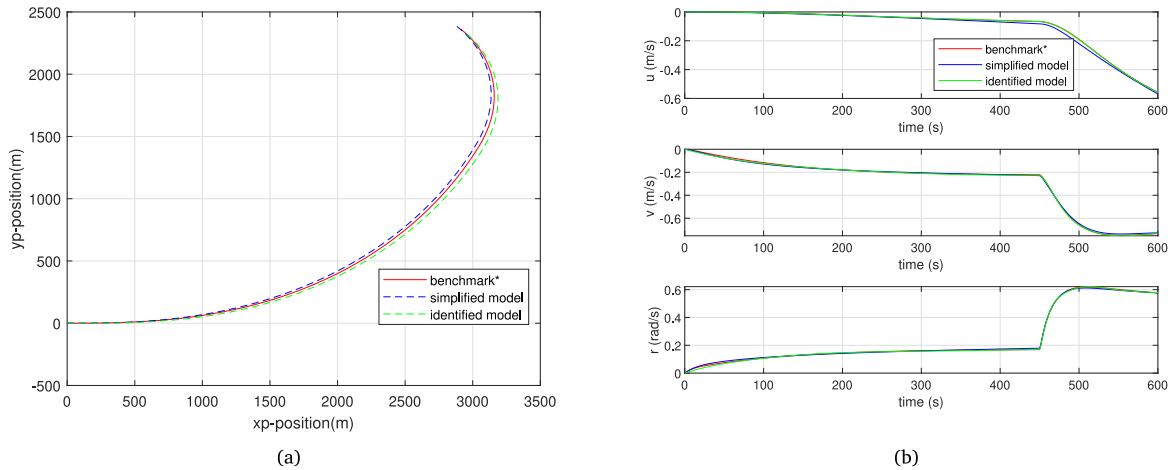 2500
2000
1500
1000
500
0
-500
0 500 1000 1500 2000 2500 3000 3500
yp-position(m)
xp-position(m)
benchmark*
simplified model
identified model
(a)
0
-0.2
-0.4
-0.6
0 100 200 300 400 500 600
u (m/s)
time (s)
benchmark*
simplified model
identified model
0
-0.2
-0.4
-0.6
0 100 200 300 400 500 600
v (m/s)
time (s)
0.6
0.4
0.2
0
0 100 200 300 400 500 600
r (rad/s)
time (s)
(b)